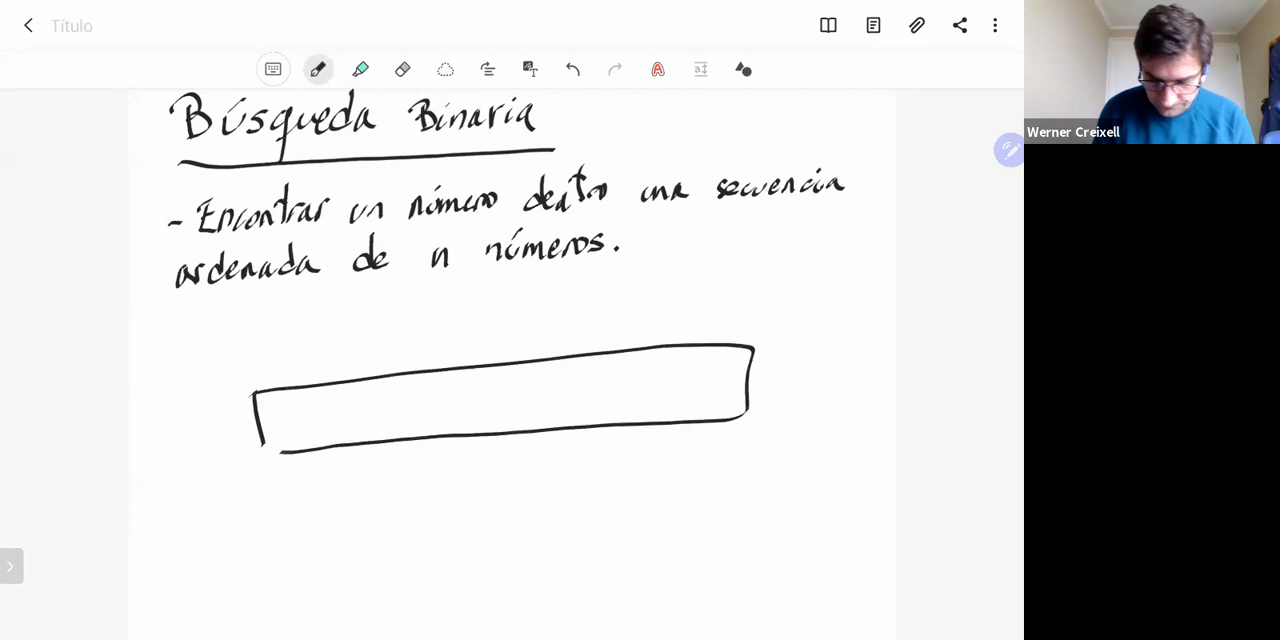 Título
Búsqueda Binaria
- Encontrar un número dentro una secuencia
ordenada de n números.
Werner Creixell